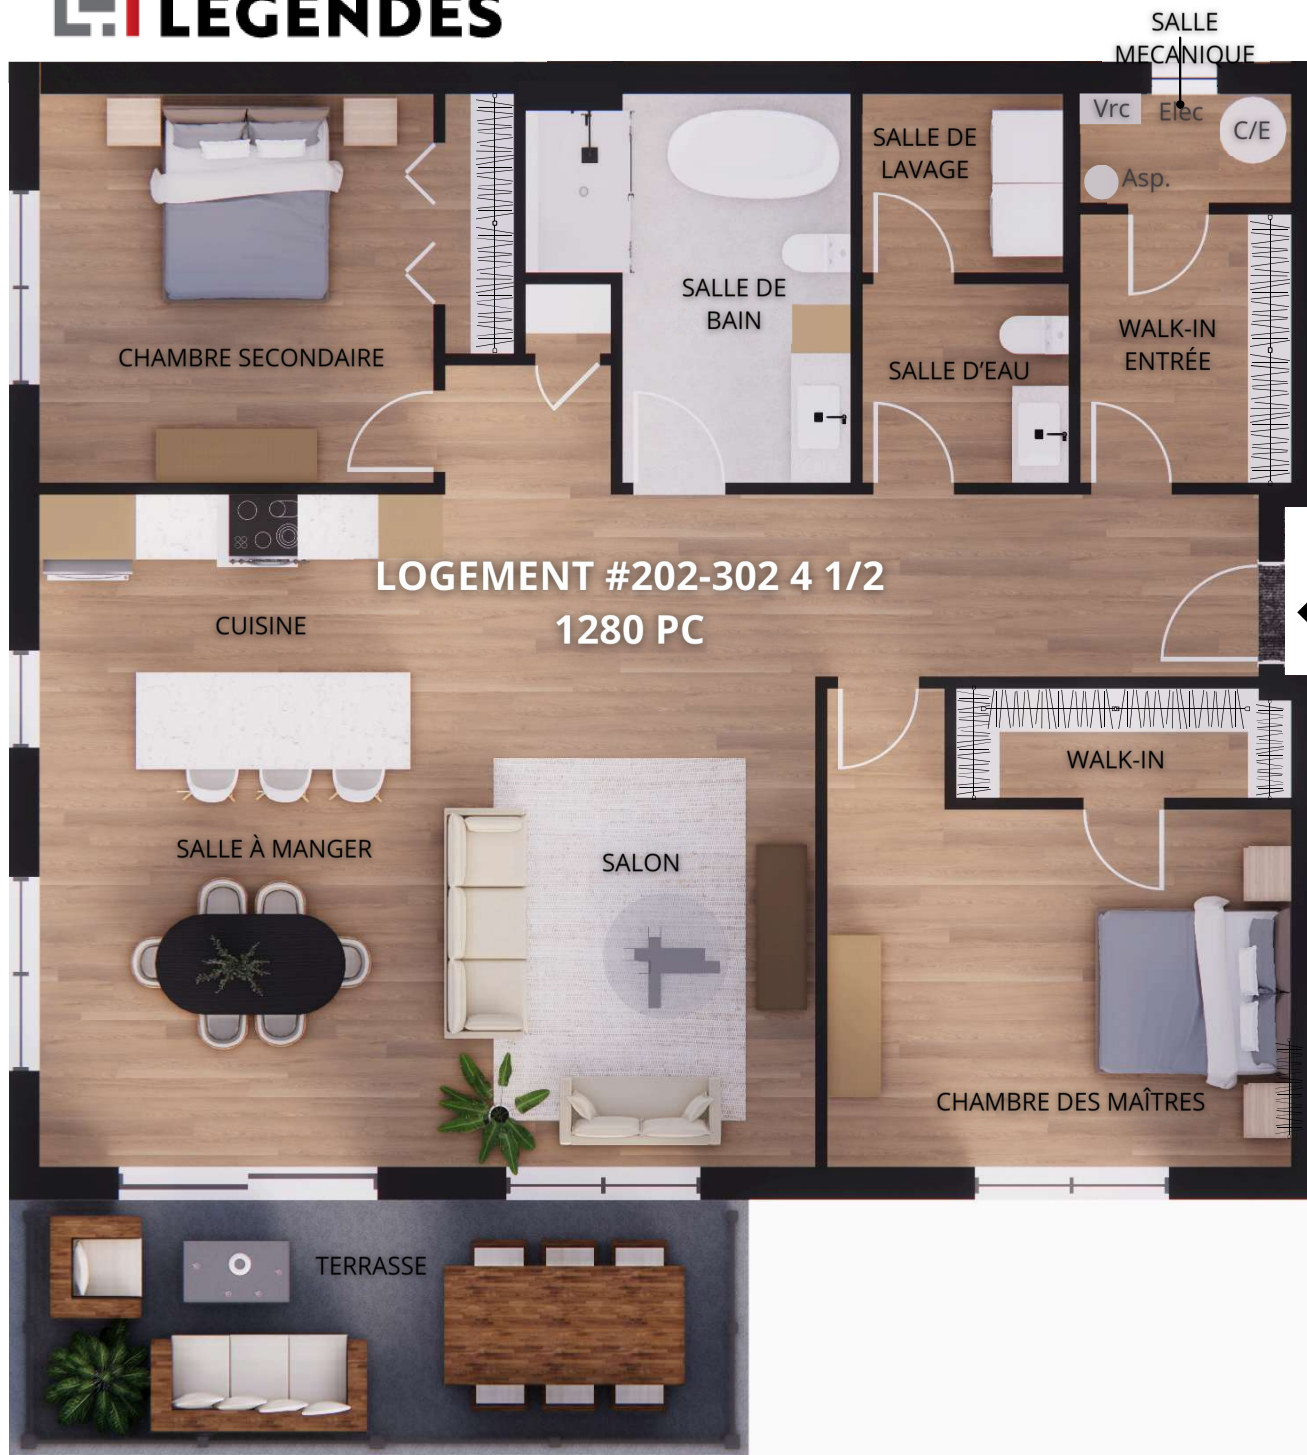 LÉGENDES
SALLE
MECANIQUE
Vrc
Elec
C/E
Asp.
SALLE DE
LAVAGE
SALLE DE
BAIN
WALK-IN
ENTRÉE
CHAMBRE SECONDAIRE
SALLE D'EAU
LOGEMENT #202-302 4 1/2
1280 PC
CUISINE
WALK-IN
SALLE À MANGER
SALON
CHAMBRE DES MAÎTRES
TERRASSE